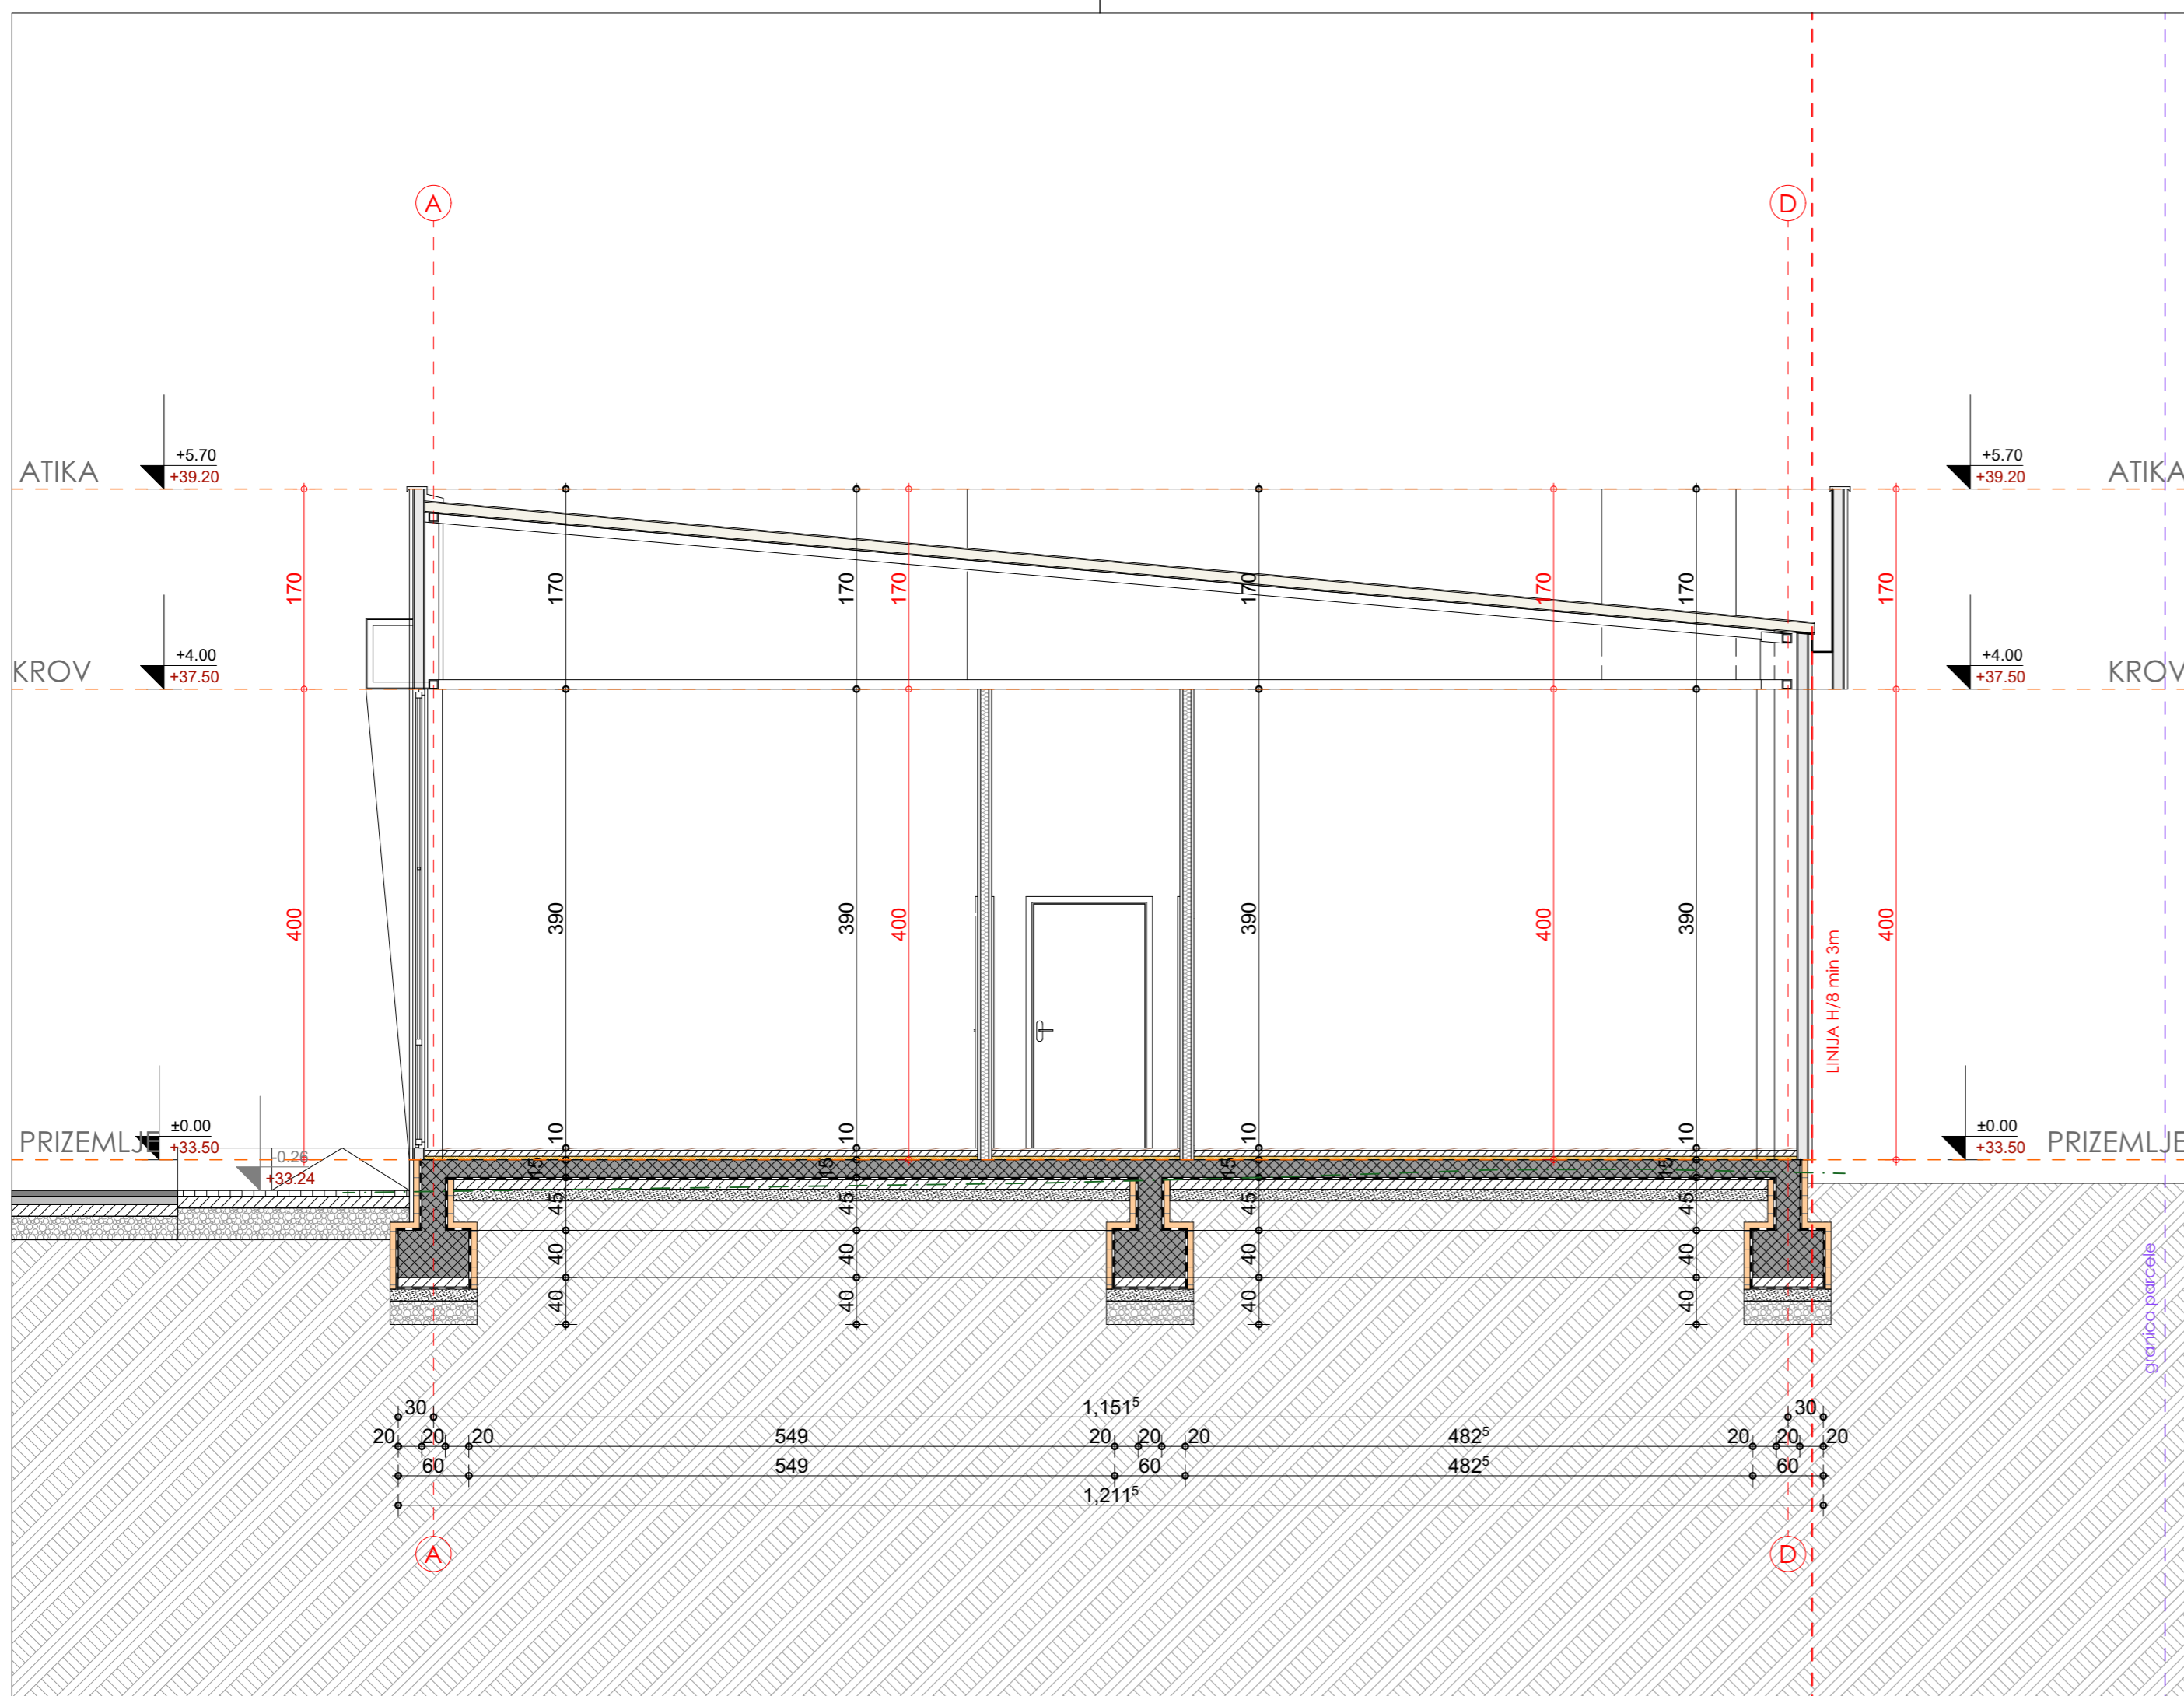 A D
+5.70 +5.70
ATIKA +39.20 +39.20 ATIKA
170 170 170 170 170 170 170 170
+4.00 +4.00
KROV +37.50 +37.50 KROV
400 390 390 400 390 400 390 400
LINIJA H/8 min 3m
10 10 10 10
±0.00 ±0.00
PRIZEMLJE +33.50 +33.50 PRIZEMLJE
-0.26
+33.24
15 15 15 15
45 45 45 45
40 40 40 40
40 40 40 40
granica parcele
30 1,151⁵ 30
20 20 20 549 20 20 20 482⁵ 20 20 20
60 549 60 482⁵ 60
1,211⁵
A D